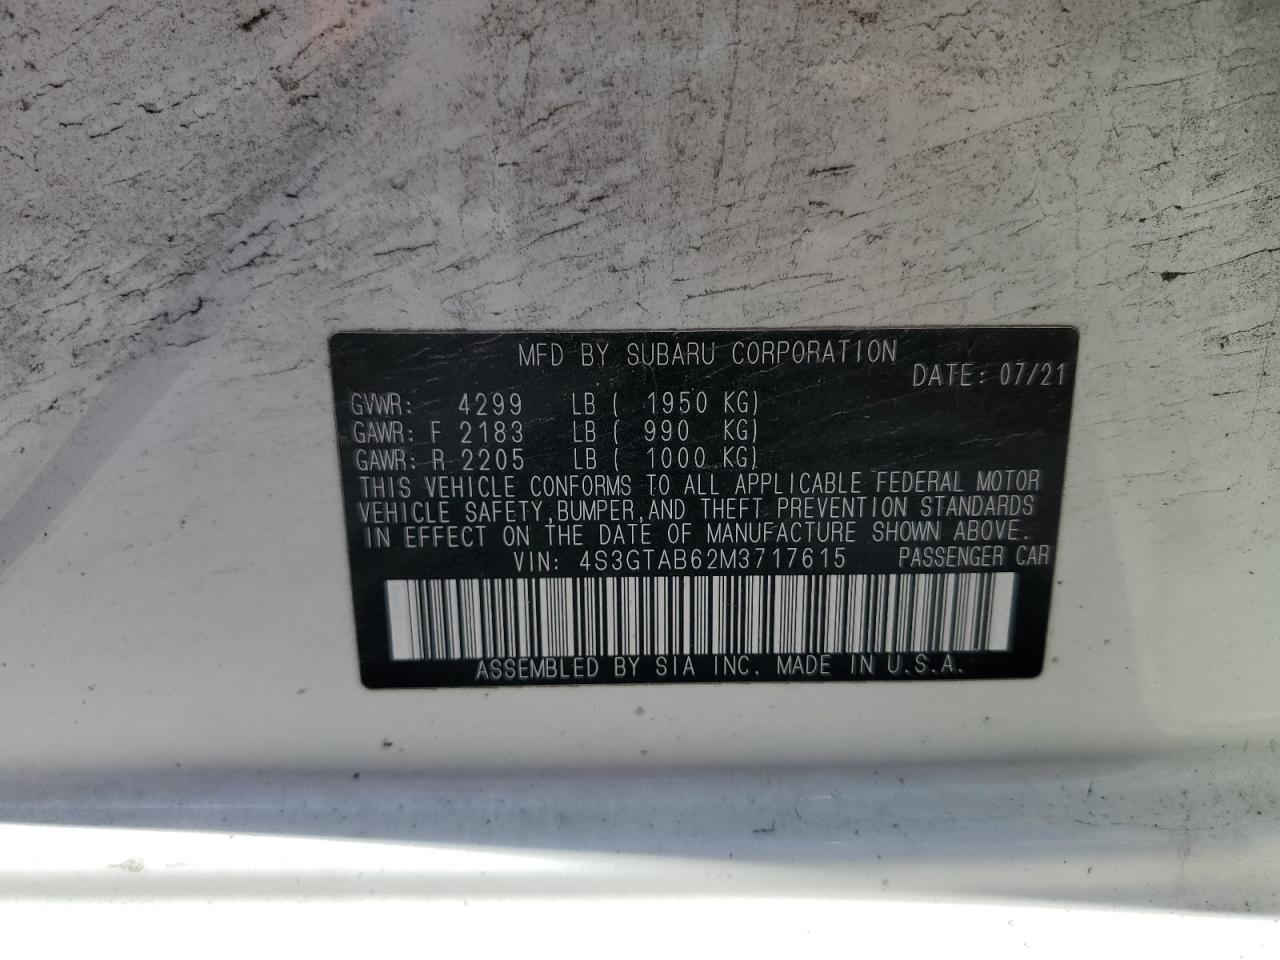 MFD BY SUBARU CORPORATION
DATE: 07/21
GVWR: 4299 LB ( 1950 KG)
GAWR: F 2183 LB ( 990 KG)
GAWR: R 2205 LB ( 1000 KG)
THIS VEHICLE CONFORMS TO ALL APPLICABLE FEDERAL MOTOR
VEHICLE SAFETY, BUMPER, AND THEFT PREVENTION STANDARDS
IN EFFECT ON THE DATE OF MANUFACTURE SHOWN ABOVE.
VIN: 4S3GTAB62M3717615 PASSENGER CAR
ASSEMBLED BY SIA INC. MADE IN U.S.A.